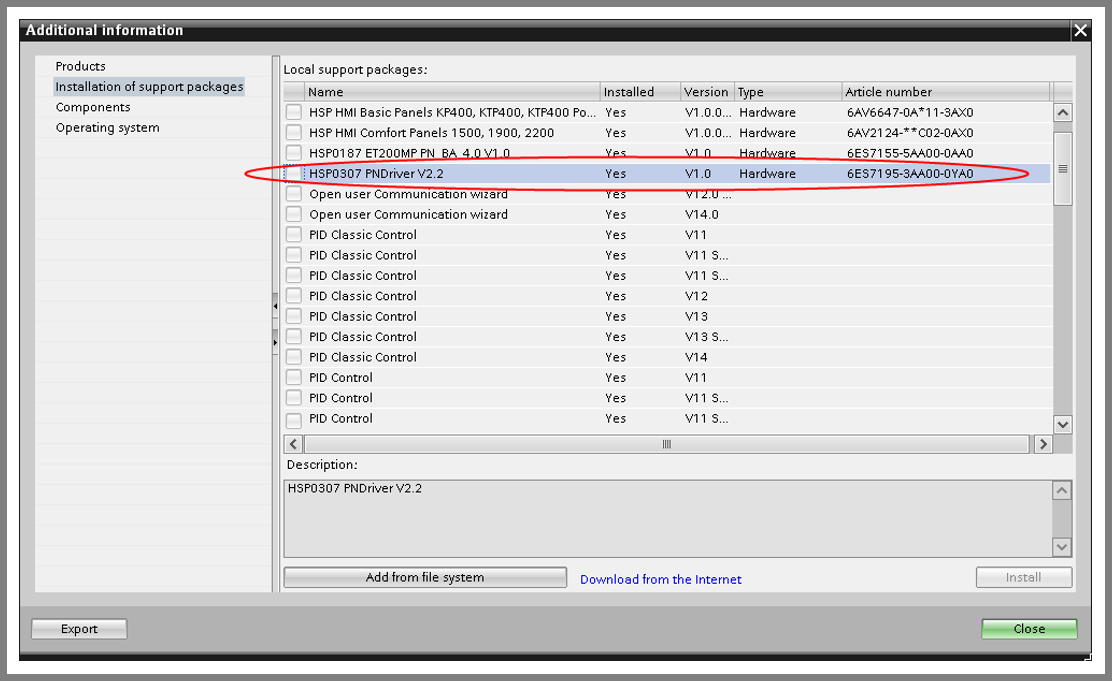 Additional information
Products
Installation of support packages
Components
Operating system
Local support packages:
Name Installed Version Type Article number
HSP HMI Basic Panels KP400, KTP400, KTP400 Po... Yes V1.0.0... Hardware 6AV6647-0A*11-3AX0
HSP HMI Comfort Panels 1500, 1900, 2200 Yes V1.0.0... Hardware 6AV2124-**C02-0AX0
HSP0187 ET200MP PN_BA_4.0 V1.0 Yes V1.0 Hardware 6ES7155-5AA00-0AA0
HSP0307 PNDriver V2.2 Yes V1.0 Hardware 6ES7195-3AA00-0YA0
Open user Communication wizard Yes V12.0 ...
Open user Communication wizard Yes V14.0
PID Classic Control Yes V11
PID Classic Control Yes V11 S...
PID Classic Control Yes V11 S...
PID Classic Control Yes V12
PID Classic Control Yes V13
PID Classic Control Yes V13 S...
PID Classic Control Yes V14
PID Control Yes V11
PID Control Yes V11 S...
PID Control Yes V11 S...
Description:
HSP0307 PNDriver V2.2
Add from file system Download from the Internet Install
Export Close